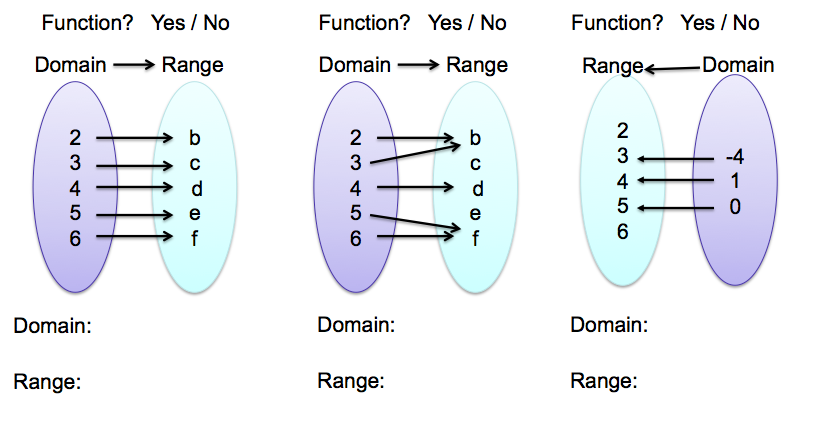 Function? Yes / No
Domain Range
2 b
3 c
4 d
5 e
6 f
Domain:
Range:
Function? Yes / No
Domain Range
2 b
3 c
4 d
5 e
6 f
Domain:
Range:
Function? Yes / No
Range Domain
2
3 -4
4 1
5 0
6
Domain:
Range: